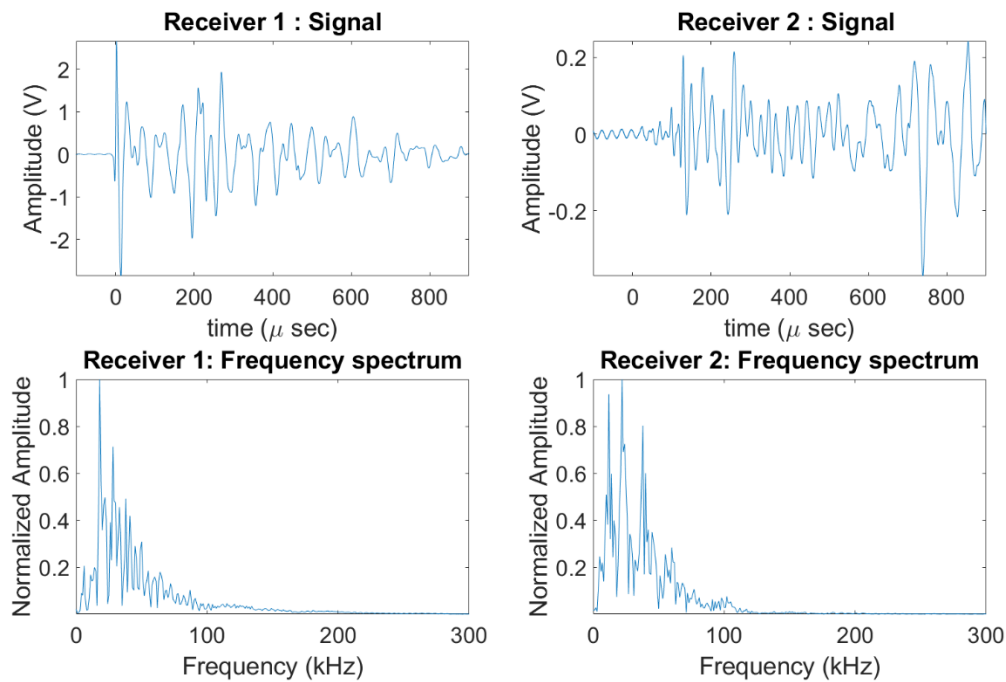 Receiver 1 : Signal
2
1
0
-1
-2
Amplitude (V)
0 200 400 600 800
time (μ sec)
Receiver 2 : Signal
0.2
0
-0.2
Amplitude (V)
0 200 400 600 800
time (μ sec)
Receiver 1: Frequency spectrum
1
0.8
0.6
0.4
0.2
Normalized Amplitude
0 100 200 300
Frequency (kHz)
Receiver 2: Frequency spectrum
1
0.8
0.6
0.4
0.2
Normalized Amplitude
0 100 200 300
Frequency (kHz)